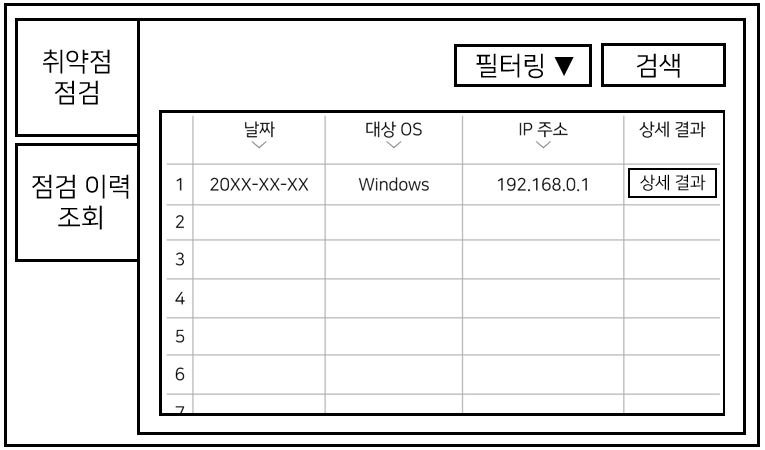 취약점
점검
점검 이력
조회
필터링 ▼
검색
날짜 대상 OS IP 주소 상세 결과
1 20XX-XX-XX Windows 192.168.0.1 상세 결과
2
3
4
5
6
7